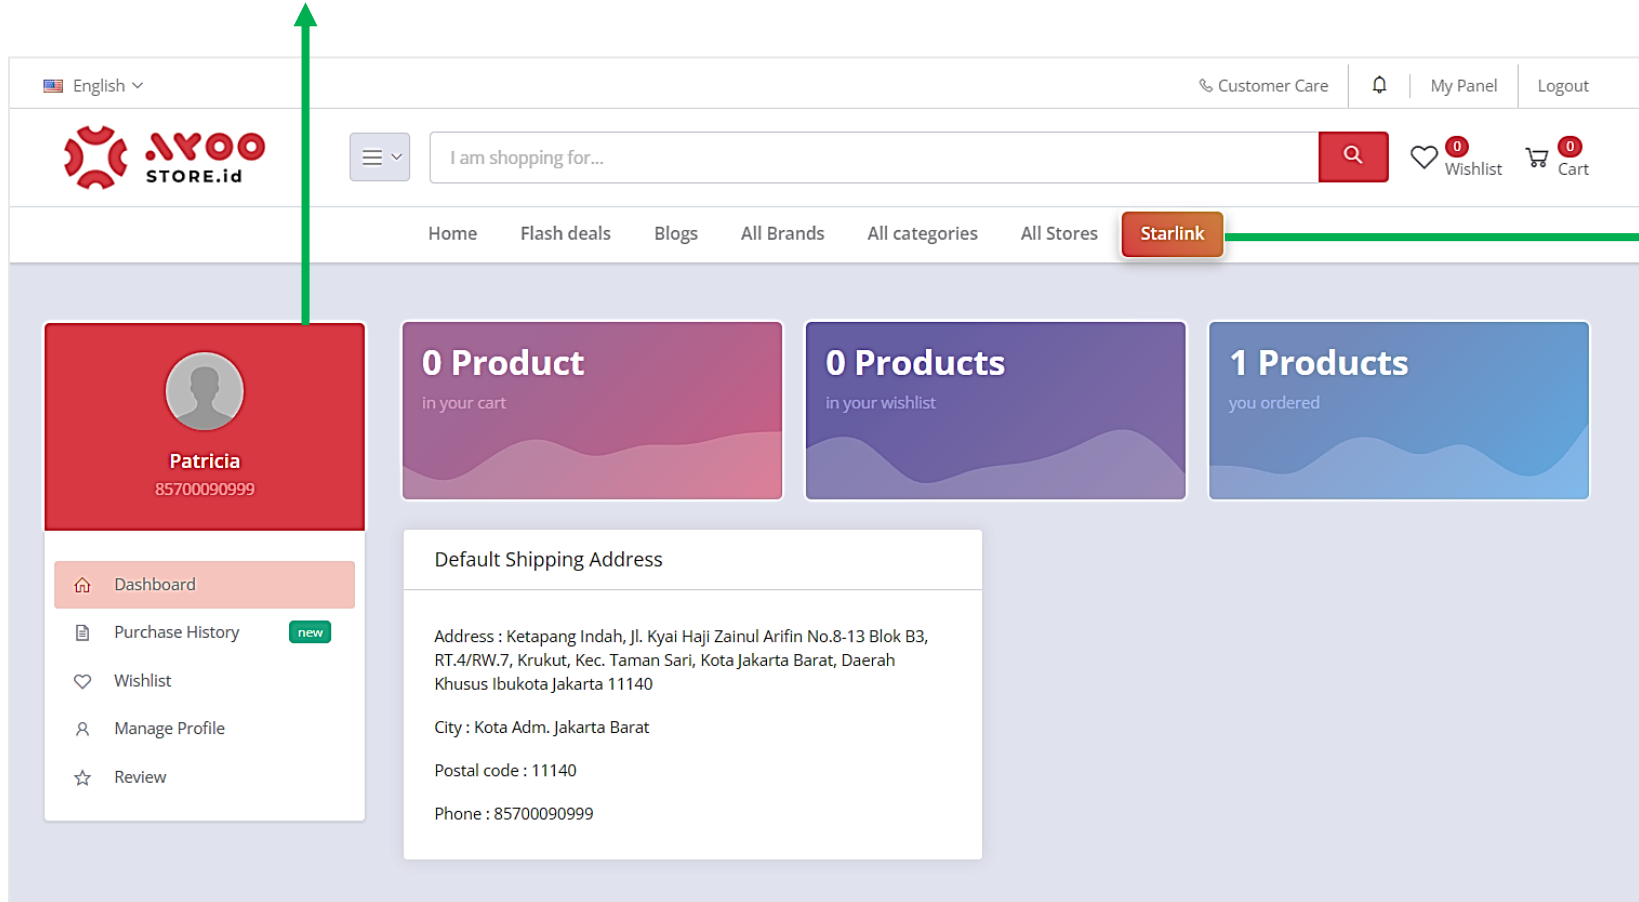 English
Customer Care
My Panel
Logout
AYOO
STORE.id
I am shopping for...
0
Wishlist
0
Cart
Home
Flash deals
Blogs
All Brands
All categories
All Stores
Starlink
Patricia
85700090999
Dashboard
Purchase History
new
Wishlist
Manage Profile
Review
0 Product
in your cart
0 Products
in your wishlist
1 Products
you ordered
Default Shipping Address
Address : Ketapang Indah, Jl. Kyai Haji Zainul Arifin No.8-13 Blok B3,
RT.4/RW.7, Krukut, Kec. Taman Sari, Kota Jakarta Barat, Daerah
Khusus Ibukota Jakarta 11140
City : Kota Adm. Jakarta Barat
Postal code : 11140
Phone : 85700090999